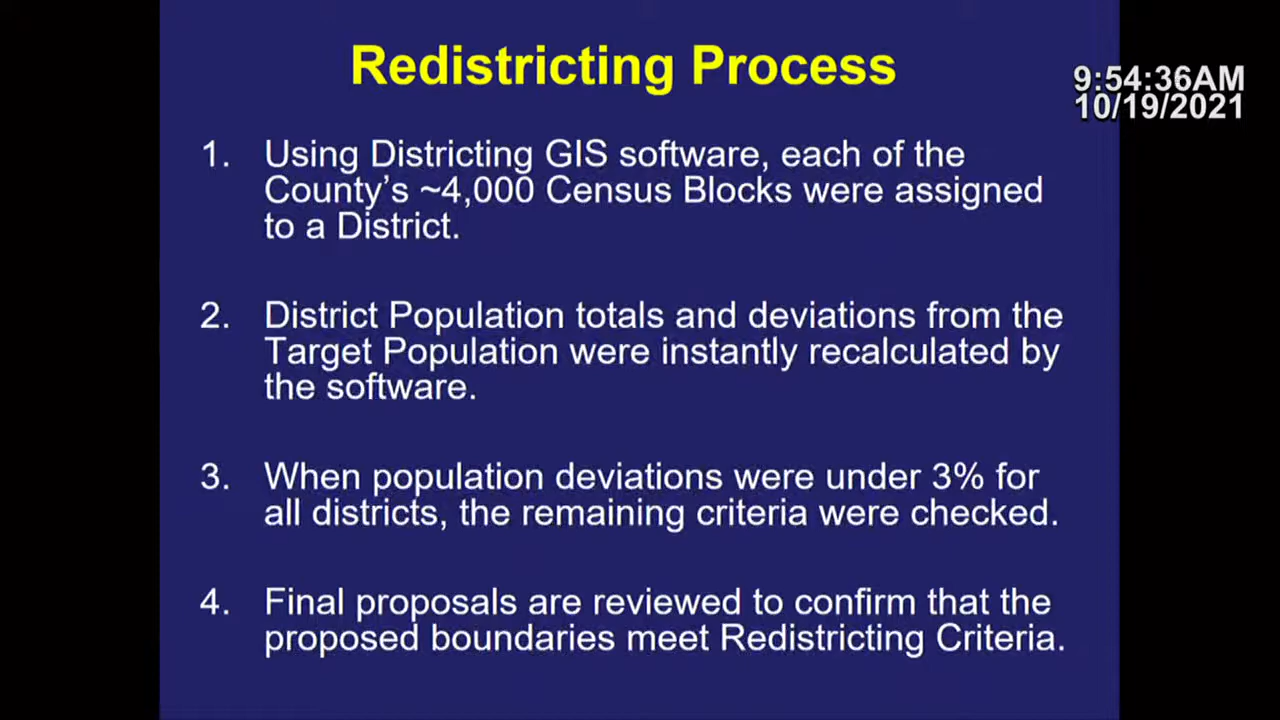 Redistricting Process
9:54:36AM
10/19/2021
1. Using Districting GIS software, each of the
County's ~4,000 Census Blocks were assigned
to a District.
2. District Population totals and deviations from the
Target Population were instantly recalculated by
the software.
3. When population deviations were under 3% for
all districts, the remaining criteria were checked.
4. Final proposals are reviewed to confirm that the
proposed boundaries meet Redistricting Criteria.